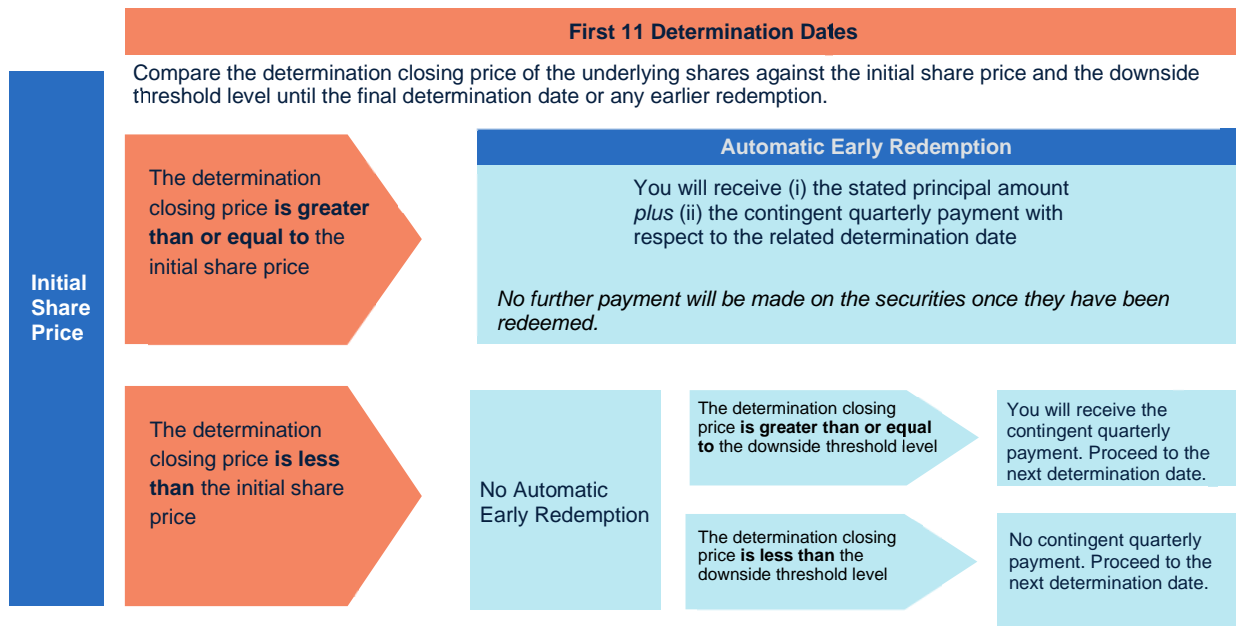 First 11 Determination Dates
Compare the determination closing price of the underlying shares against the initial share price and the downside
threshold level until the final determination date or any earlier redemption.
Initial
Share
Price
The determination
closing price is greater
than or equal to the
initial share price
Automatic Early Redemption
You will receive (i) the stated principal amount
plus (ii) the contingent quarterly payment with
respect to the related determination date
No further payment will be made on the securities once they have been
redeemed.
The determination
closing price is less
than the initial share
price
No Automatic
Early Redemption
The determination closing
price is greater than or equal
to the downside threshold level
You will receive the
contingent quarterly
payment. Proceed to the
next determination date.
The determination closing
price is less than the
downside threshold level
No contingent quarterly
payment. Proceed to the
next determination date.